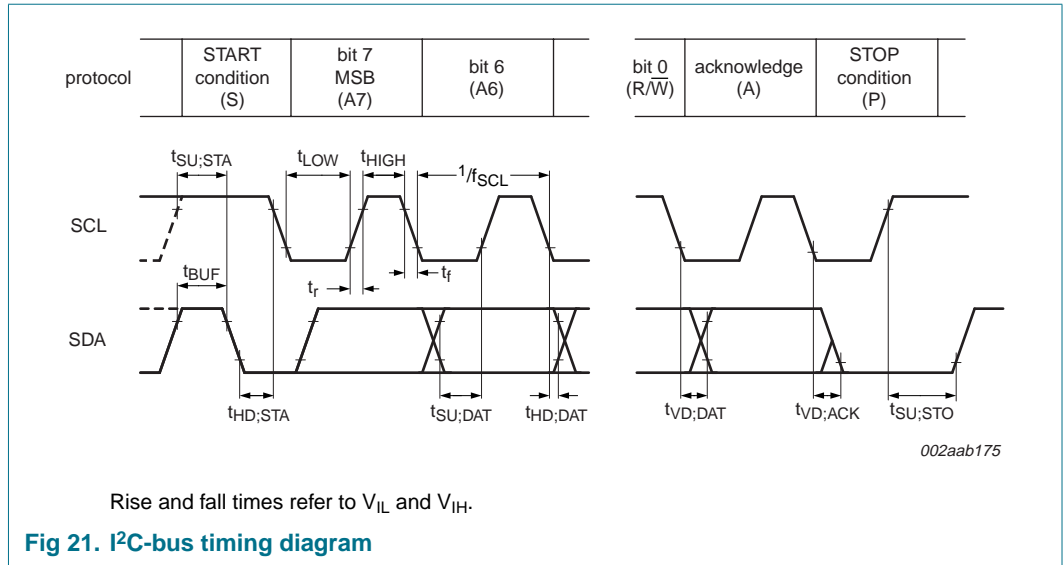 protocol
START
condition
(S)
bit 7
MSB
(A7)
bit 6
(A6)
bit 0
(R/W̅)
acknowledge
(A)
STOP
condition
(P)
tSU;STA
tLOW
tHIGH
1/fSCL
SCL
tBUF
tr
tf
SDA
tHD;STA
tSU;DAT
tHD;DAT
tVD;DAT
tVD;ACK
tSU;STO
002aab175
Rise and fall times refer to VIL and VIH.
Fig 21. I²C-bus timing diagram